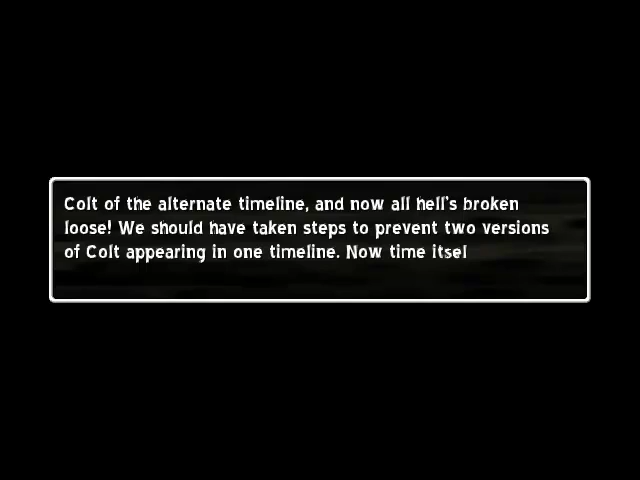 Colt of the alternate timeline, and now all hell's broken
loose! We should have taken steps to prevent two versions
of Colt appearing in one timeline. Now time itsel